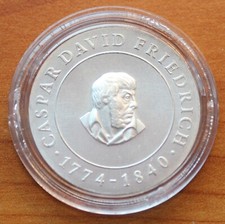 · CASPAR DAVID FRIEDRICH ·
1774-1840